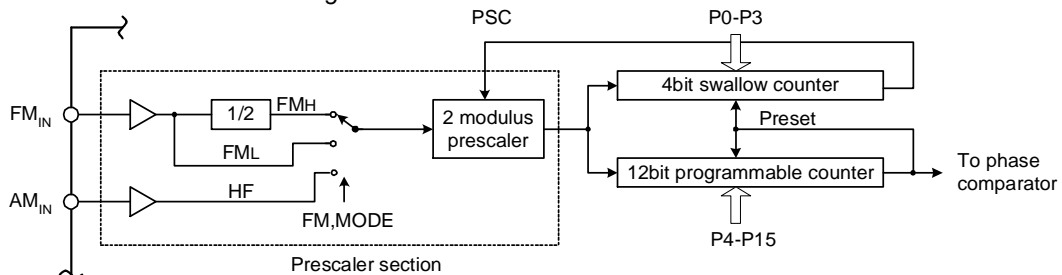 PSC
P0-P3
4bit swallow counter
FMIN
1/2
FMH
2 modulus
prescaler
Preset
FML
12bit programmable counter
To phase
comparator
AMIN
HF
FM,MODE
P4-P15
Prescaler section